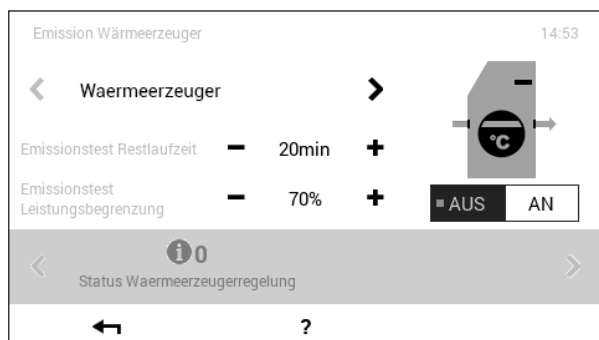 Emission Wärmeerzeuger 14:53
Waermeerzeuger
°C
Emissionstest Restlaufzeit − 20min +
Emissionstest
Leistungsbegrenzung − 70% +
AUS AN
i 0
Status Waermeerzeugerregelung
?